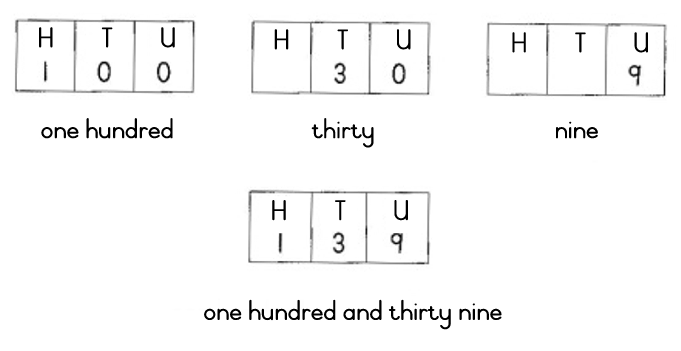 H T U H T U H T U
1 0 0 3 0 9
one hundred thirty nine
H T U
1 3 9
one hundred and thirty nine